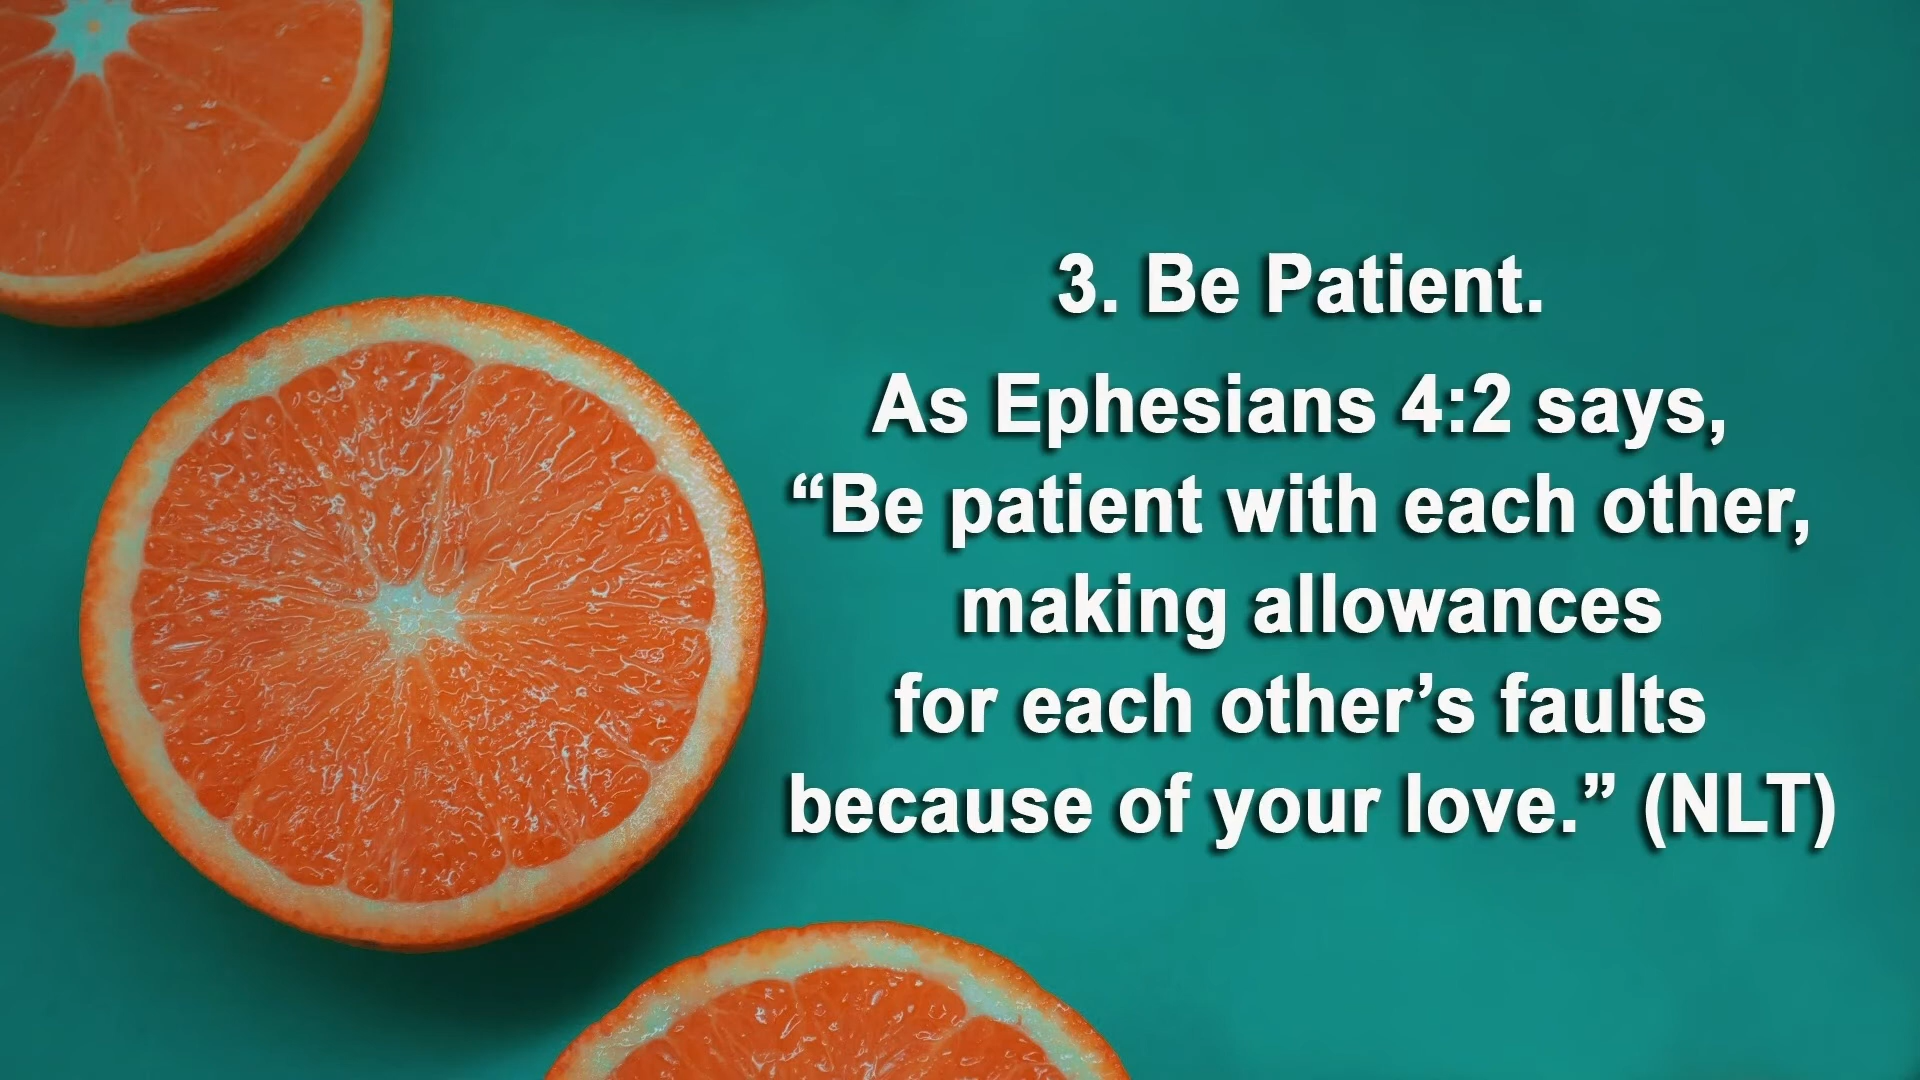 3. Be Patient.
As Ephesians 4:2 says,
“Be patient with each other,
making allowances
for each other’s faults
because of your love.” (NLT)